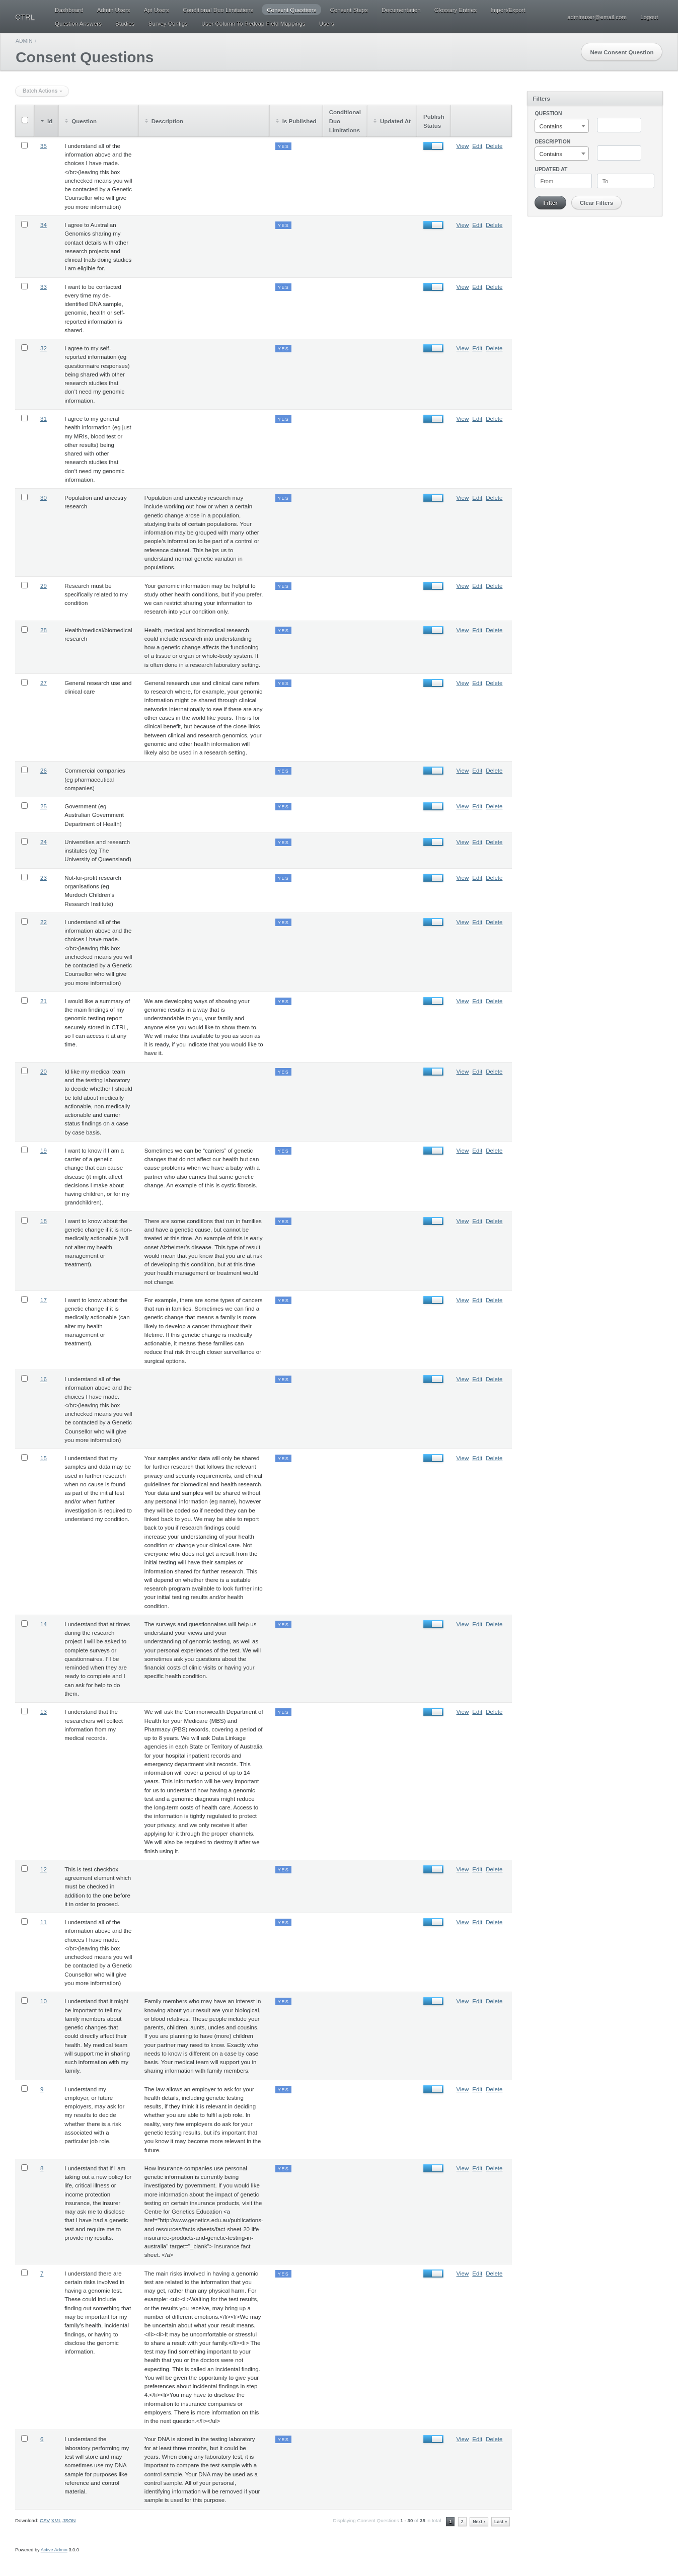 CTRL
Dashboard Admin Users Api Users Conditional Duo Limitations Consent Questions Consent Steps Documentation Glossary Entries Import/Export
Question Answers Studies Survey Configs User Column To Redcap Field Mappings Users
adminuser@email.com Logout
ADMIN /
Consent Questions
New Consent Question
Batch Actions
Id Question Description Is Published Conditional Duo Limitations Updated At Publish Status
35 I understand all of the information above and the choices I have made. </br>(leaving this box unchecked means you will be contacted by a Genetic Counsellor who will give you more information) YES View Edit Delete
34 I agree to Australian Genomics sharing my contact details with other research projects and clinical trials doing studies I am eligible for. YES View Edit Delete
33 I want to be contacted every time my de-identified DNA sample, genomic, health or self-reported information is shared. YES View Edit Delete
32 I agree to my self-reported information (eg questionnaire responses) being shared with other research studies that don't need my genomic information. YES View Edit Delete
31 I agree to my general health information (eg just my MRIs, blood test or other results) being shared with other research studies that don't need my genomic information. YES View Edit Delete
30 Population and ancestry research Population and ancestry research may include working out how or when a certain genetic change arose in a population, studying traits of certain populations. Your information may be grouped with many other people's information to be part of a control or reference dataset. This helps us to understand normal genetic variation in populations. YES View Edit Delete
29 Research must be specifically related to my condition Your genomic information may be helpful to study other health conditions, but if you prefer, we can restrict sharing your information to research into your condition only. YES View Edit Delete
28 Health/medical/biomedical research Health, medical and biomedical research could include research into understanding how a genetic change affects the functioning of a tissue or organ or whole-body system. It is often done in a research laboratory setting. YES View Edit Delete
27 General research use and clinical care General research use and clinical care refers to research where, for example, your genomic information might be shared through clinical networks internationally to see if there are any other cases in the world like yours. This is for clinical benefit, but because of the close links between clinical and research genomics, your genomic and other health information will likely also be used in a research setting. YES View Edit Delete
26 Commercial companies (eg pharmaceutical companies) YES View Edit Delete
25 Government (eg Australian Government Department of Health) YES View Edit Delete
24 Universities and research institutes (eg The University of Queensland) YES View Edit Delete
23 Not-for-profit research organisations (eg Murdoch Children's Research Institute) YES View Edit Delete
22 I understand all of the information above and the choices I have made. </br>(leaving this box unchecked means you will be contacted by a Genetic Counsellor who will give you more information) YES View Edit Delete
21 I would like a summary of the main findings of my genomic testing report securely stored in CTRL, so I can access it at any time. We are developing ways of showing your genomic results in a way that is understandable to you, your family and anyone else you would like to show them to. We will make this available to you as soon as it is ready, if you indicate that you would like to have it. YES View Edit Delete
20 Id like my medical team and the testing laboratory to decide whether I should be told about medically actionable, non-medically actionable and carrier status findings on a case by case basis. YES View Edit Delete
19 I want to know if I am a carrier of a genetic change that can cause disease (it might affect decisions I make about having children, or for my grandchildren). Sometimes we can be "carriers" of genetic changes that do not affect our health but can cause problems when we have a baby with a partner who also carries that same genetic change. An example of this is cystic fibrosis. YES View Edit Delete
18 I want to know about the genetic change if it is non-medically actionable (will not alter my health management or treatment). There are some conditions that run in families and have a genetic cause, but cannot be treated at this time. An example of this is early onset Alzheimer's disease. This type of result would mean that you know that you are at risk of developing this condition, but at this time your health management or treatment would not change. YES View Edit Delete
17 I want to know about the genetic change if it is medically actionable (can alter my health management or treatment). For example, there are some types of cancers that run in families. Sometimes we can find a genetic change that means a family is more likely to develop a cancer throughout their lifetime. If this genetic change is medically actionable, it means these families can reduce that risk through closer surveillance or surgical options. YES View Edit Delete
16 I understand all of the information above and the choices I have made. </br>(leaving this box unchecked means you will be contacted by a Genetic Counsellor who will give you more information) YES View Edit Delete
15 I understand that my samples and data may be used in further research when no cause is found as part of the initial test and/or when further investigation is required to understand my condition. Your samples and/or data will only be shared for further research that follows the relevant privacy and security requirements, and ethical guidelines for biomedical and health research. Your data and samples will be shared without any personal information (eg name), however they will be coded so if needed they can be linked back to you. We may be able to report back to you if research findings could increase your understanding of your health condition or change your clinical care. Not everyone who does not get a result from the initial testing will have their samples or information shared for further research. This will depend on whether there is a suitable research program available to look further into your initial testing results and/or health condition. YES View Edit Delete
14 I understand that at times during the research project I will be asked to complete surveys or questionnaires. I'll be reminded when they are ready to complete and I can ask for help to do them. The surveys and questionnaires will help us understand your views and your understanding of genomic testing, as well as your personal experiences of the test. We will sometimes ask you questions about the financial costs of clinic visits or having your specific health condition. YES View Edit Delete
13 I understand that the researchers will collect information from my medical records. We will ask the Commonwealth Department of Health for your Medicare (MBS) and Pharmacy (PBS) records, covering a period of up to 8 years. We will ask Data Linkage agencies in each State or Territory of Australia for your hospital inpatient records and emergency department visit records. This information will cover a period of up to 14 years. This information will be very important for us to understand how having a genomic test and a genomic diagnosis might reduce the long-term costs of health care. Access to the information is tightly regulated to protect your privacy, and we only receive it after applying for it through the proper channels. We will also be required to destroy it after we finish using it. YES View Edit Delete
12 This is test checkbox agreement element which must be checked in addition to the one before it in order to proceed. YES View Edit Delete
11 I understand all of the information above and the choices I have made. </br>(leaving this box unchecked means you will be contacted by a Genetic Counsellor who will give you more information) YES View Edit Delete
10 I understand that it might be important to tell my family members about genetic changes that could directly affect their health. My medical team will support me in sharing such information with my family. Family members who may have an interest in knowing about your result are your biological, or blood relatives. These people include your parents, children, aunts, uncles and cousins. If you are planning to have (more) children your partner may need to know. Exactly who needs to know is different on a case by case basis. Your medical team will support you in sharing information with family members. YES View Edit Delete
9 I understand my employer, or future employers, may ask for my results to decide whether there is a risk associated with a particular job role. The law allows an employer to ask for your health details, including genetic testing results, if they think it is relevant in deciding whether you are able to fulfil a job role. In reality, very few employers do ask for your genetic testing results, but it's important that you know it may become more relevant in the future. YES View Edit Delete
8 I understand that if I am taking out a new policy for life, critical illness or income protection insurance, the insurer may ask me to disclose that I have had a genetic test and require me to provide my results. How insurance companies use personal genetic information is currently being investigated by government. If you would like more information about the impact of genetic testing on certain insurance products, visit the Centre for Genetics Education <a href="http://www.genetics.edu.au/publications-and-resources/facts-sheets/fact-sheet-20-life-insurance-products-and-genetic-testing-in-australia" target="_blank"> insurance fact sheet. </a> YES View Edit Delete
7 I understand there are certain risks involved in having a genomic test. These could include finding out something that may be important for my family's health, incidental findings, or having to disclose the genomic information. The main risks involved in having a genomic test are related to the information that you may get, rather than any physical harm. For example: <ul><li>Waiting for the test results, or the results you receive, may bring up a number of different emotions.</li><li>We may be uncertain about what your result means.</li><li>It may be uncomfortable or stressful to share a result with your family.</li><li> The test may find something important to your health that you or the doctors were not expecting. This is called an incidental finding. You will be given the opportunity to give your preferences about incidental findings in step 4.</li><li>You may have to disclose the information to insurance companies or employers. There is more information on this in the next question.</li></ul> YES View Edit Delete
6 I understand the laboratory performing my test will store and may sometimes use my DNA sample for purposes like reference and control material. Your DNA is stored in the testing laboratory for at least three months, but it could be years. When doing any laboratory test, it is important to compare the test sample with a control sample. Your DNA may be used as a control sample. All of your personal, identifying information will be removed if your sample is used for this purpose. YES View Edit Delete
Download: CSV XML JSON
Displaying Consent Questions 1 - 30 of 35 in total 1 2 Next › Last »
Filters
QUESTION
Contains
DESCRIPTION
Contains
UPDATED AT
From To
Filter Clear Filters
Powered by Active Admin 3.0.0